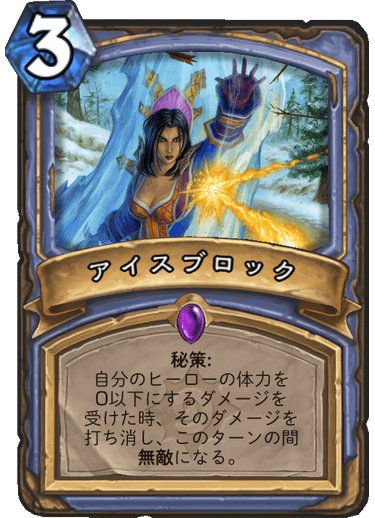 3
アイスブロック
秘策:
自分のヒーローの体力を
0以下にするダメージを
受けた時、そのダメージを
打ち消し、このターンの間
無敵になる。